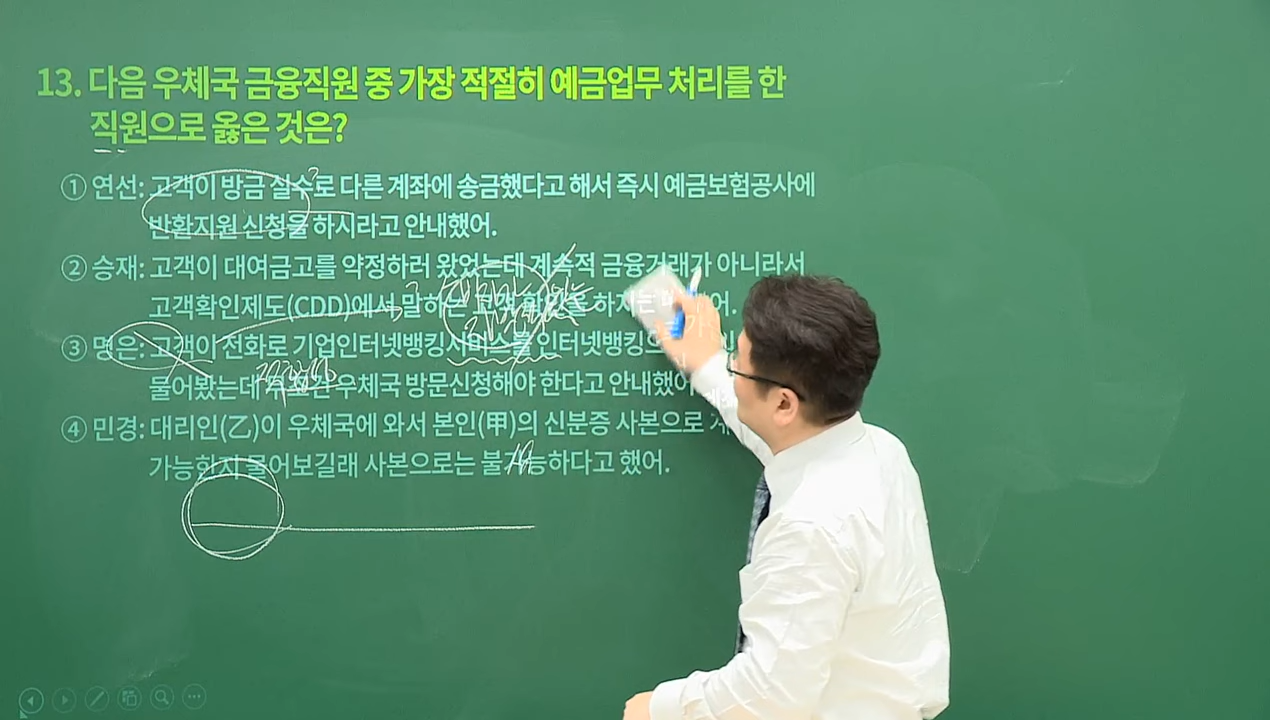 13. 다음 우체국 금융직원 중 가장 적절히 예금업무 처리를 한
직원으로 옳은 것은?
① 연선: 고객이 방금 실수로 다른 계좌에 송금했다고 해서 즉시 예금보험공사에
반환지원 신청을 하시라고 안내했어.
② 승재: 고객이 대여금고를 약정하러 왔었는데 계속적 금융거래가 아니라서
고객확인제도(CDD)에서 말하는 고객 확인을 하지는
③ 명은: 고객이 전화로 기업인터넷뱅킹서비스를 인터넷뱅킹으
물어봤는데 우체국 방문신청해야 한다고 안내했어
④ 민경: 대리인(乙)이 우체국에 와서 본인(甲)의 신분증 사본으로
가능한지 물어보길래 사본으로는 불가능하다고 했어.